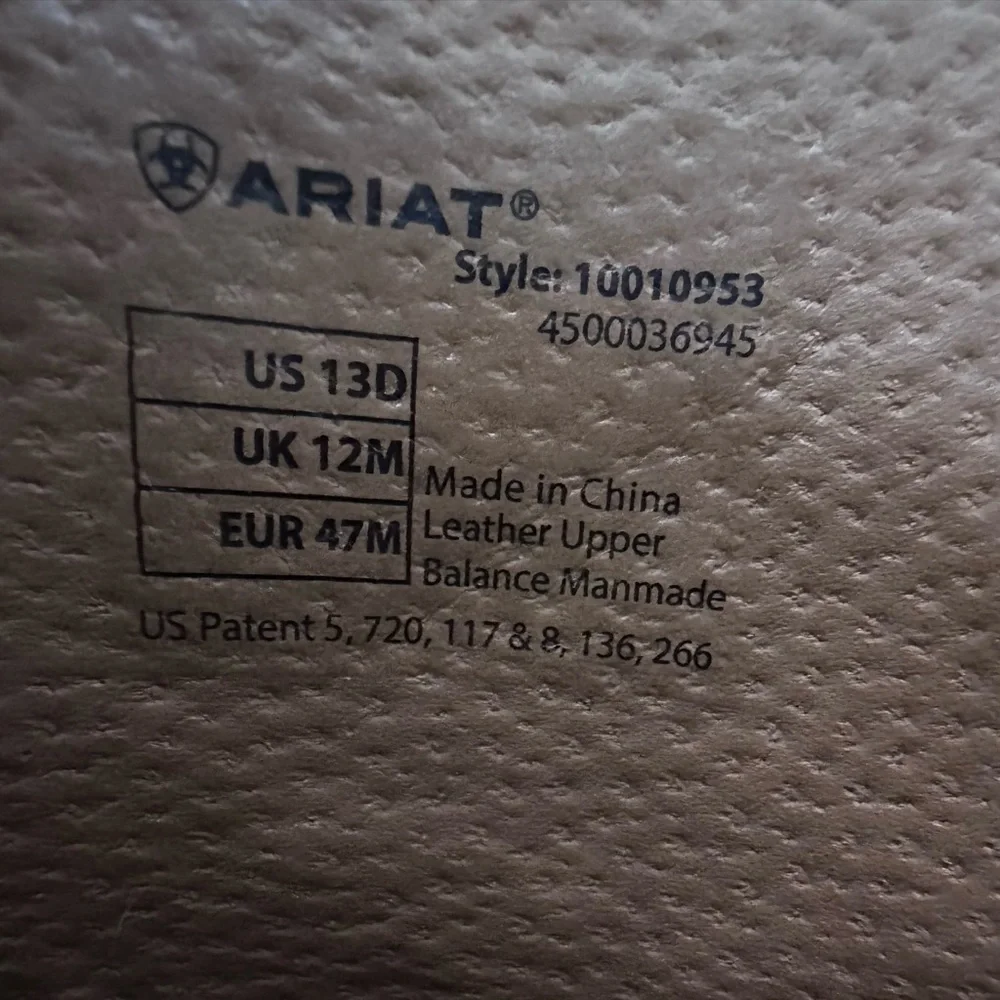 ARIAT®
Style: 10010953
4500036945
US 13D
UK 12M
EUR 47M
Made in China
Leather Upper
Balance Manmade
US Patent 5, 720, 117 & 8, 136, 266